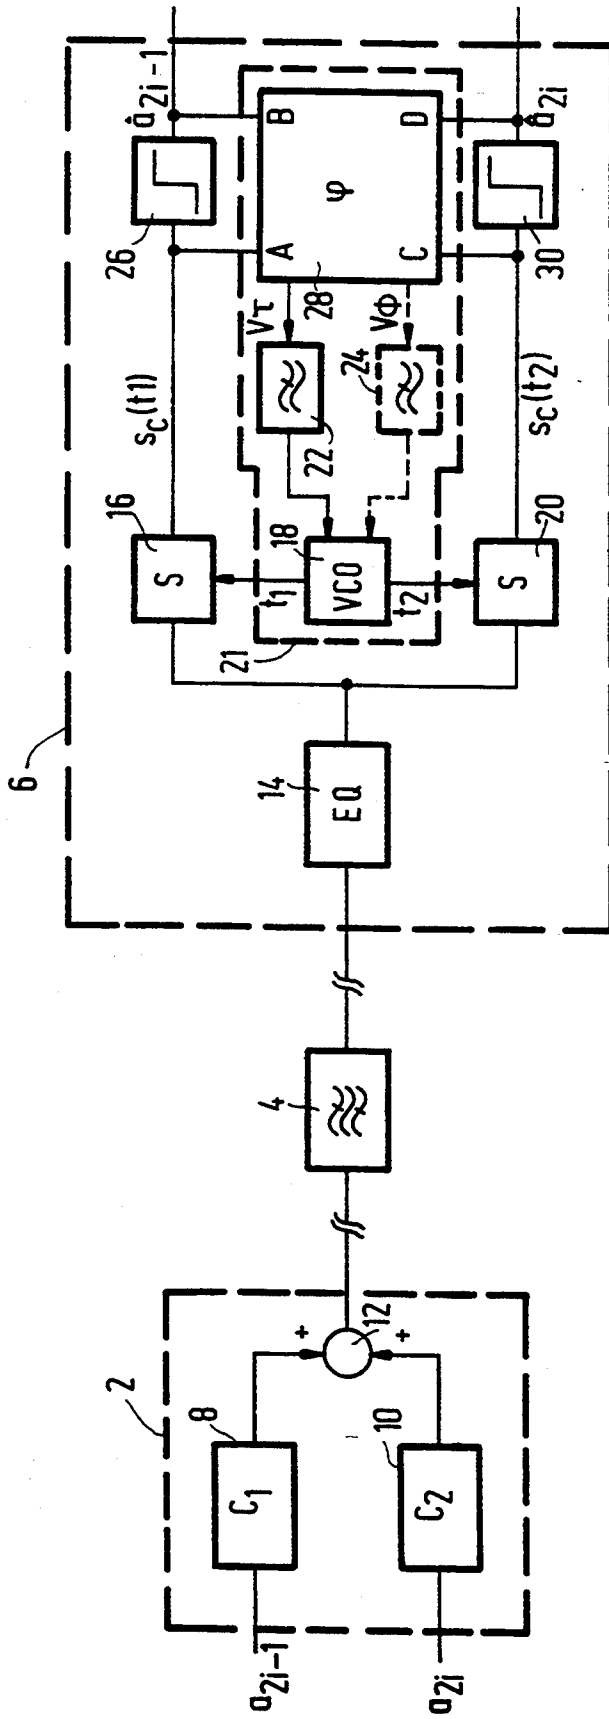 2
a2i−1
C1
8
a2i
C2
10
+
+
12
4
6
14
EQ
21
16
S
t1
18
VCO
t2
20
S
sC(t1)
sC(t2)
22
24
Vτ
VΦ
28
φ
A
B
C
D
26
30
â2i−1
â2i